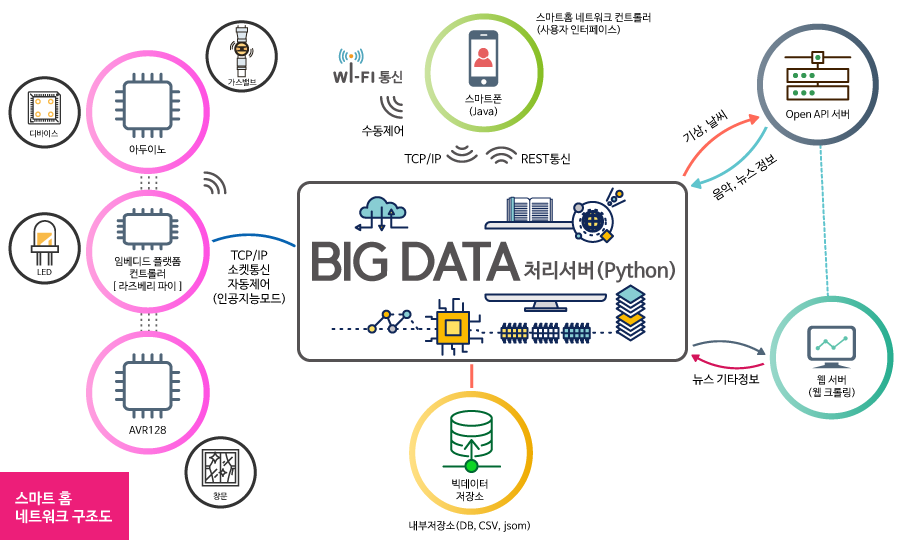 스마트홈 네트워크 컨트롤러
(사용자 인터페이스)
가스벨브
WI-FI 통신
스마트폰
(Java)
수동제어
디바이스
아두이노
TCP/IP
REST통신
Open API 서버
기상, 날씨
음악, 뉴스 정보
LED
임베디드 플랫폼
컨트롤러
[ 라즈베리 파이 ]
TCP/IP
소켓통신
자동제어
(인공지능모드)
BIG DATA 처리서버(Python)
뉴스 기타정보
웹 서버
(웹 크롤링)
AVR128
창문
빅데이터
저장소
내부저장소(DB, CSV, jsom)
스마트 홈
네트워크 구조도